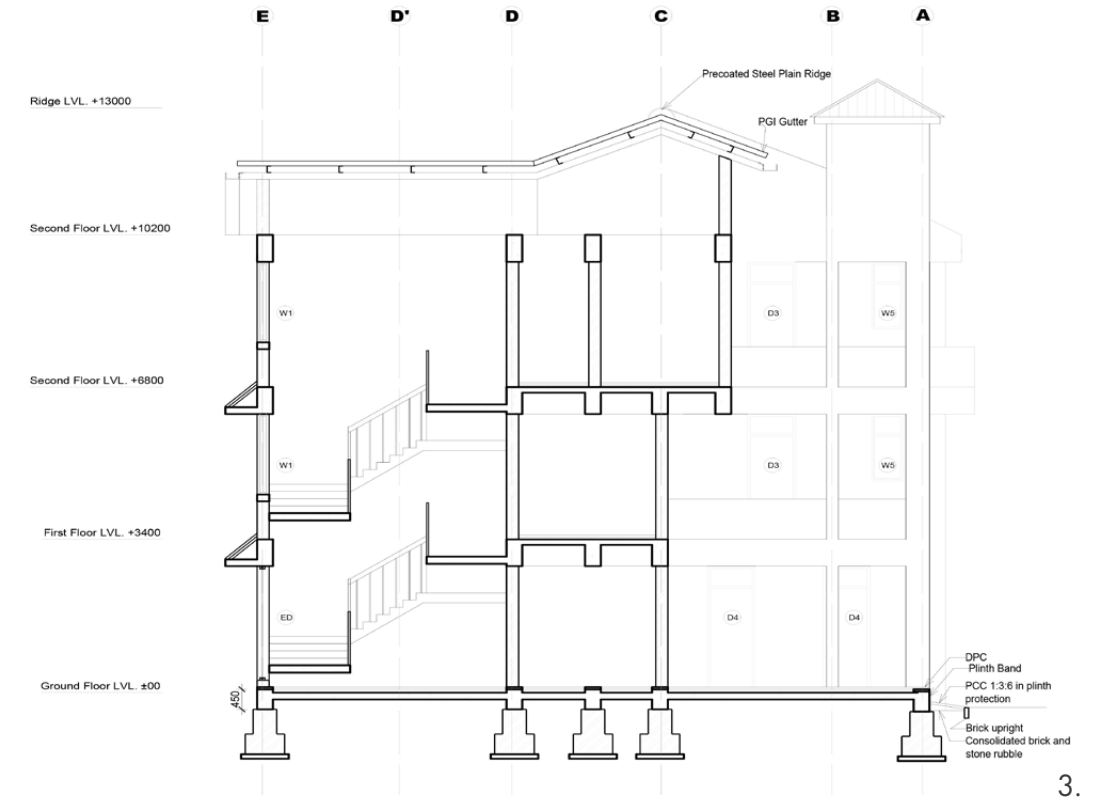 E D' D C B A
Precoated Steel Plain Ridge
Ridge LVL. +13000
PGI Gutter
Second Floor LVL. +10200
W1
D3
W5
Second Floor LVL. +6800
W1
D3
W5
First Floor LVL. +3400
ED
D4
D4
DPC
Plinth Band
Ground Floor LVL. ±00
PCC 1:3:6 in plinth
protection
450
Brick upright
Consolidated brick and
stone rubble
3.